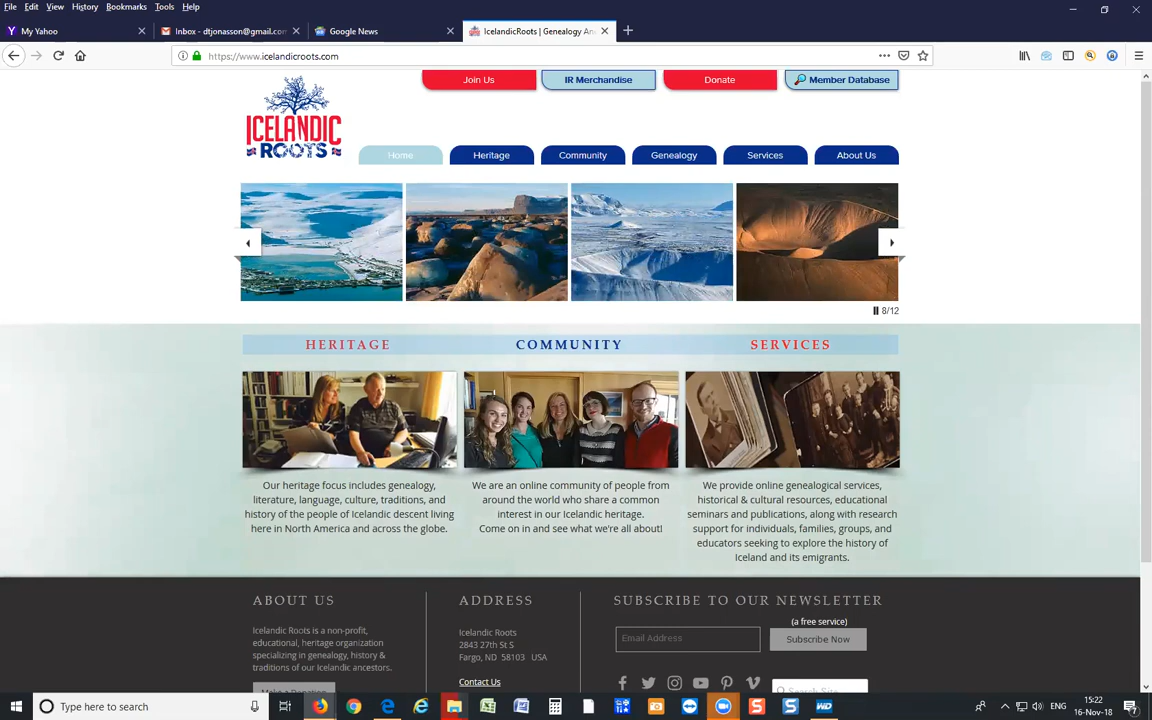 File Edit View History Bookmarks Tools Help
My Yahoo
Inbox - dtjonasson@gmail.com
Google News
IcelandicRoots | Genealogy An
https://www.icelandicroots.com
Join Us
IR Merchandise
Donate
Member Database
ICELANDIC
ROOTS
Home
Heritage
Community
Genealogy
Services
About Us
8/12
HERITAGE
COMMUNITY
SERVICES
Our heritage focus includes genealogy,
literature, language, culture, traditions, and
history of the people of Icelandic descent living
here in North America and across the globe.
We are an online community of people from
around the world who share a common
interest in our Icelandic heritage.
Come on in and see what we're all about!
We provide online genealogical services,
historical & cultural resources, educational
seminars and publications, along with research
support for individuals, families, groups, and
educators seeking to explore the history of
Iceland and its emigrants.
ABOUT US
Icelandic Roots is a non-profit,
educational, heritage organization
specializing in genealogy, history &
traditions of our Icelandic ancestors.
Make a Donation
ADDRESS
Icelandic Roots
2843 27th St S
Fargo, ND 58103 USA
Contact Us
SUBSCRIBE TO OUR NEWSLETTER
(a free service)
Email Address
Subscribe Now
Search Site
Type here to search
ENG
15:22
16-Nov-18